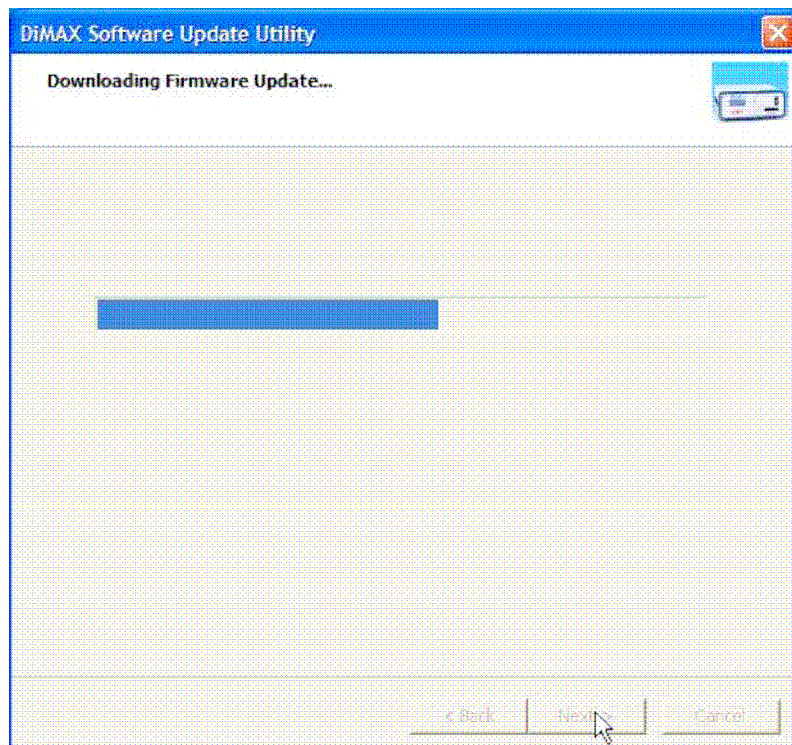 DiMAX Software Update Utility
Downloading Firmware Update...
< Back Next > Cancel